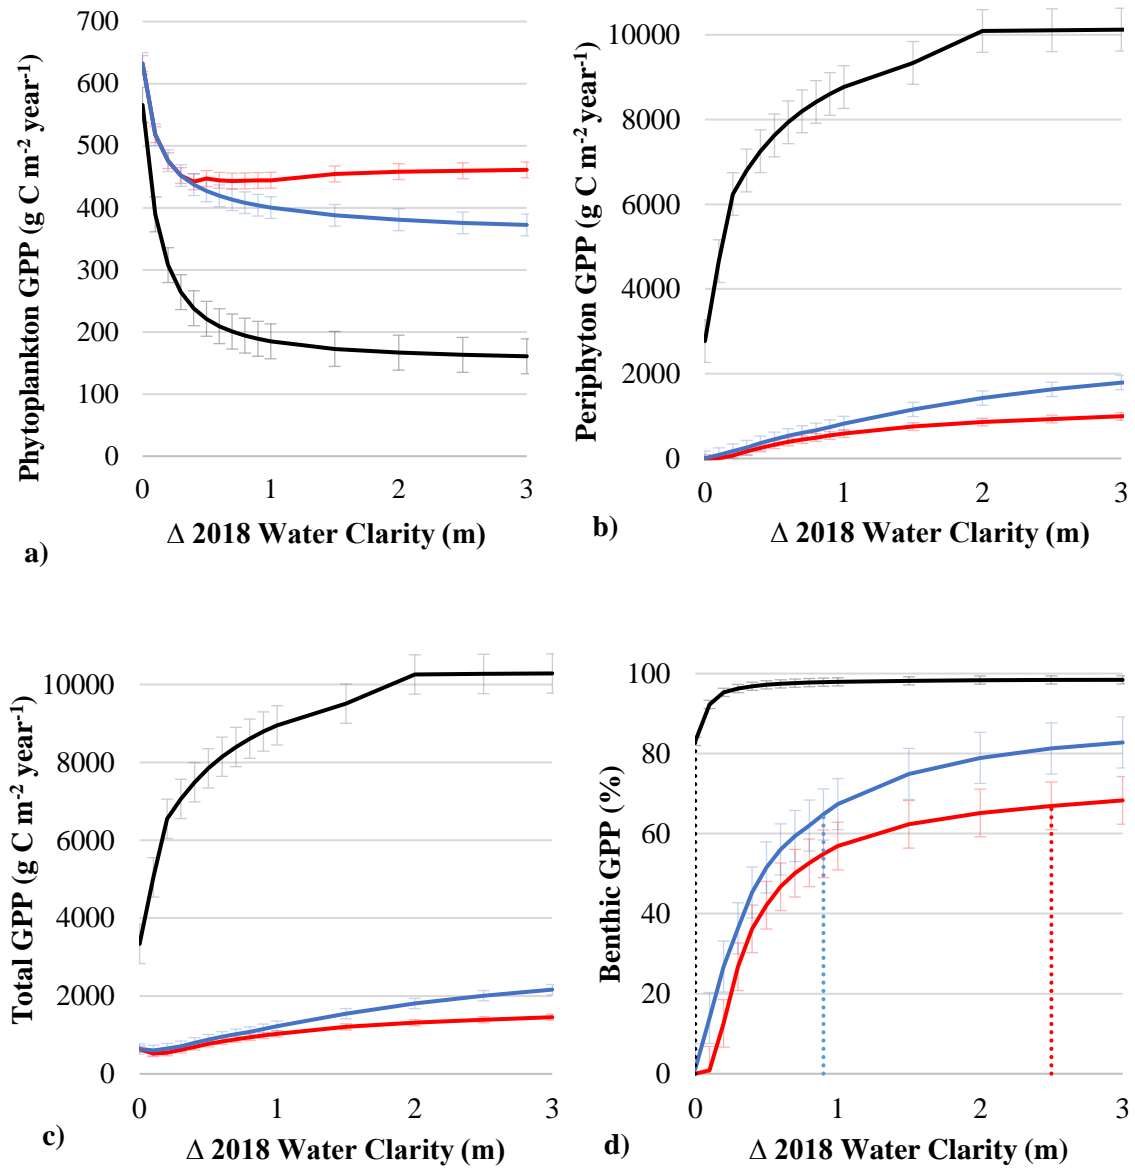 Phytoplankton GPP (g C m⁻² year⁻¹)
700
600
500
400
300
200
100
0
0 1 2 3
Δ 2018 Water Clarity (m)
a)
Periphyton GPP (g C m⁻² year⁻¹)
10000
8000
6000
4000
2000
0
0 1 2 3
Δ 2018 Water Clarity (m)
b)
Total GPP (g C m⁻² year⁻¹)
10000
8000
6000
4000
2000
0
0 1 2 3
Δ 2018 Water Clarity (m)
c)
Benthic GPP (%)
100
80
60
40
20
0
0 1 2 3
Δ 2018 Water Clarity (m)
d)